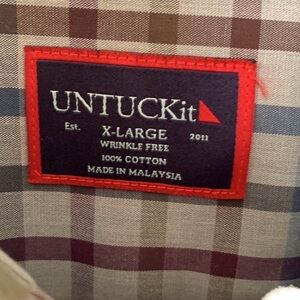 UNTUCKit
Est. X-LARGE 2011
WRINKLE FREE
100% COTTON
MADE IN MALAYSIA